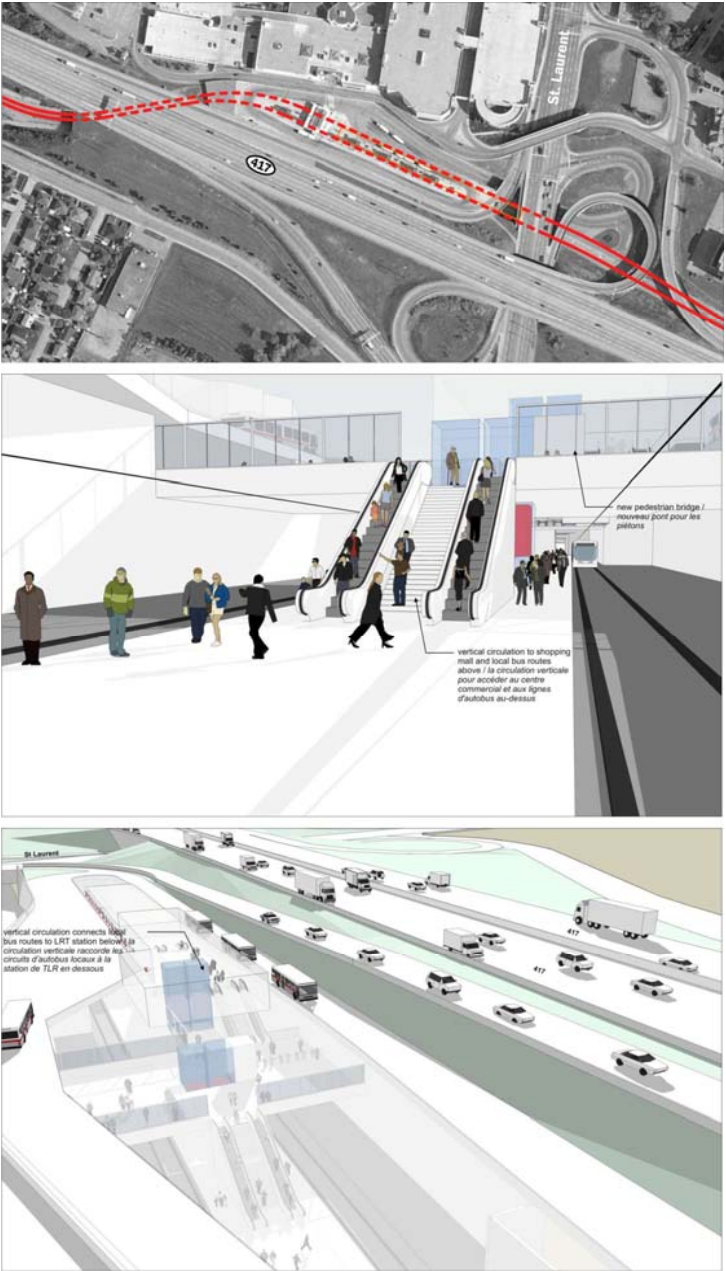 St. Laurent
417
new pedestrian bridge /
nouveau pont pour les
piétons
vertical circulation to shopping
mall and local bus routes
above / la circulation verticale
pour accéder au centre
commercial et aux lignes
d'autobus au-dessus
St Laurent
vertical circulation connects local
bus routes to LRT station below / la
circulation verticale raccorde les
circuits d'autobus locaux à la
station de TLR en dessous
417
417